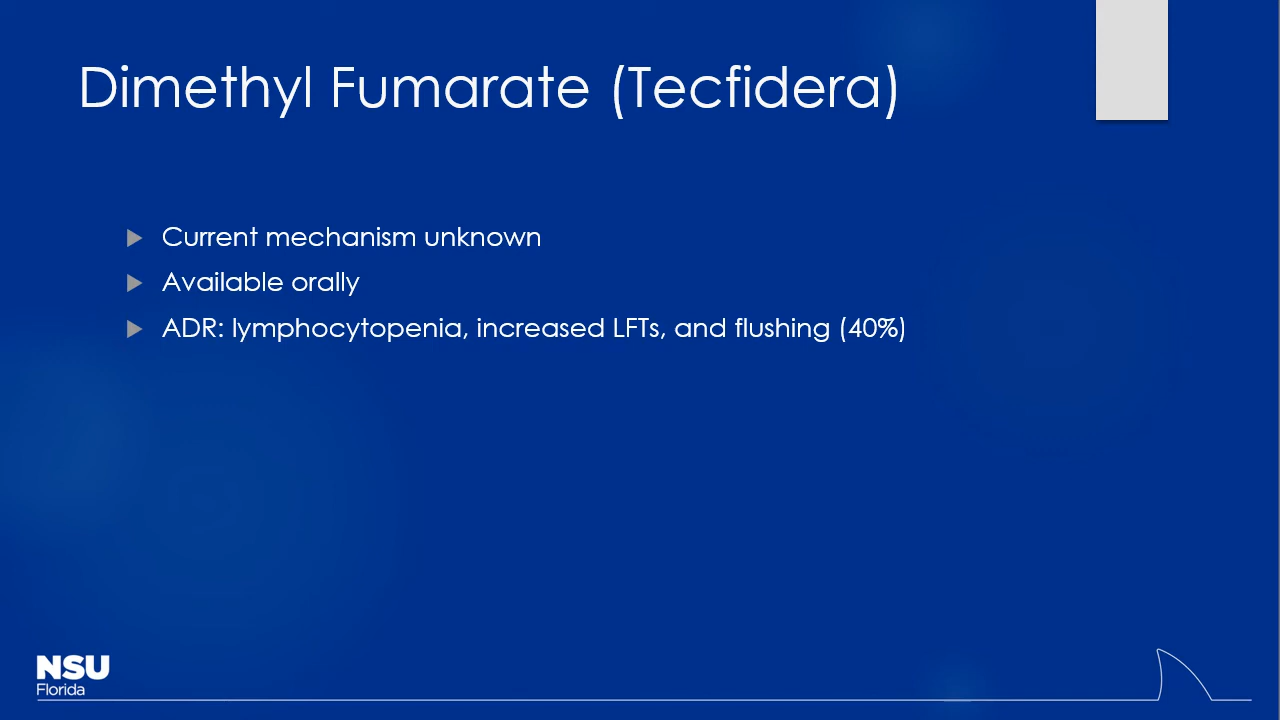 Dimethyl Fumarate (Tecfidera)
Current mechanism unknown
Available orally
ADR: lymphocytopenia, increased LFTs, and flushing (40%)
NSU
Florida